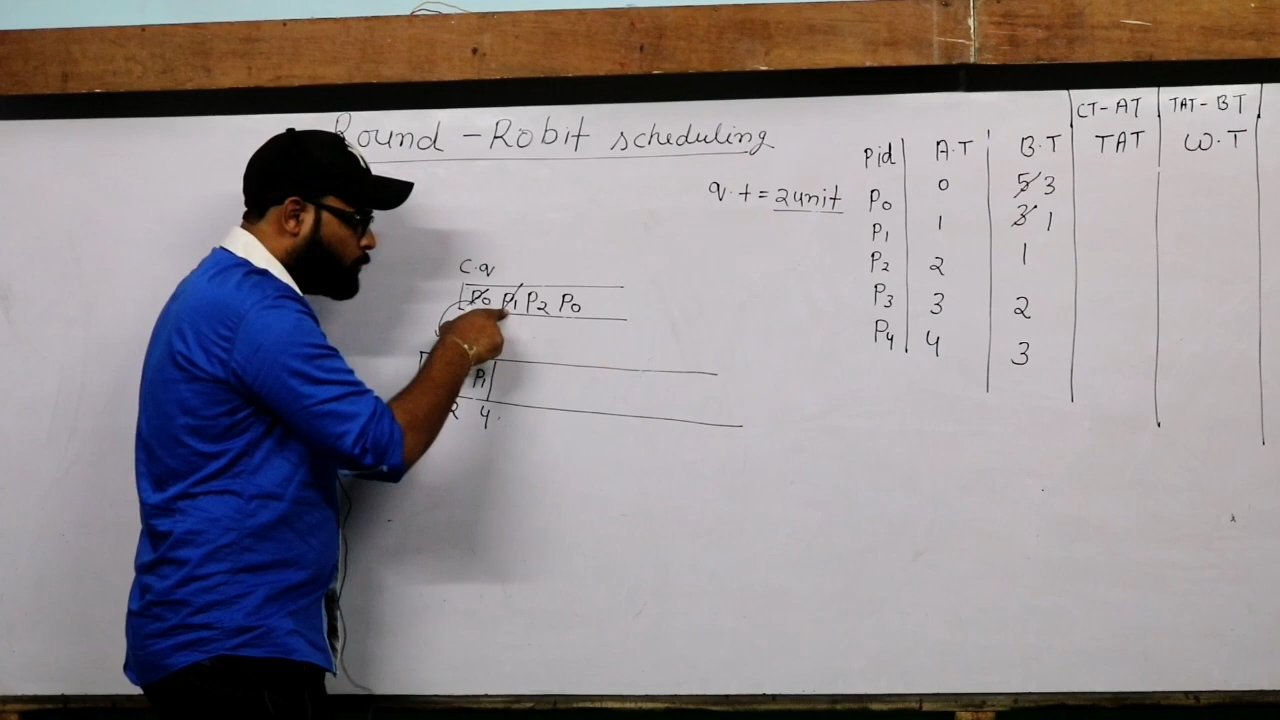 Round - Robit scheduling
q.t = 2unit
CT-AT TAT-BT
Pid A.T B.T TAT W.T
P0 0 5 3
P1 1 3 1
P2 2 1
P3 3 2
P4 4 3
C.q
P0 P1 P2 P0
P1
2 4